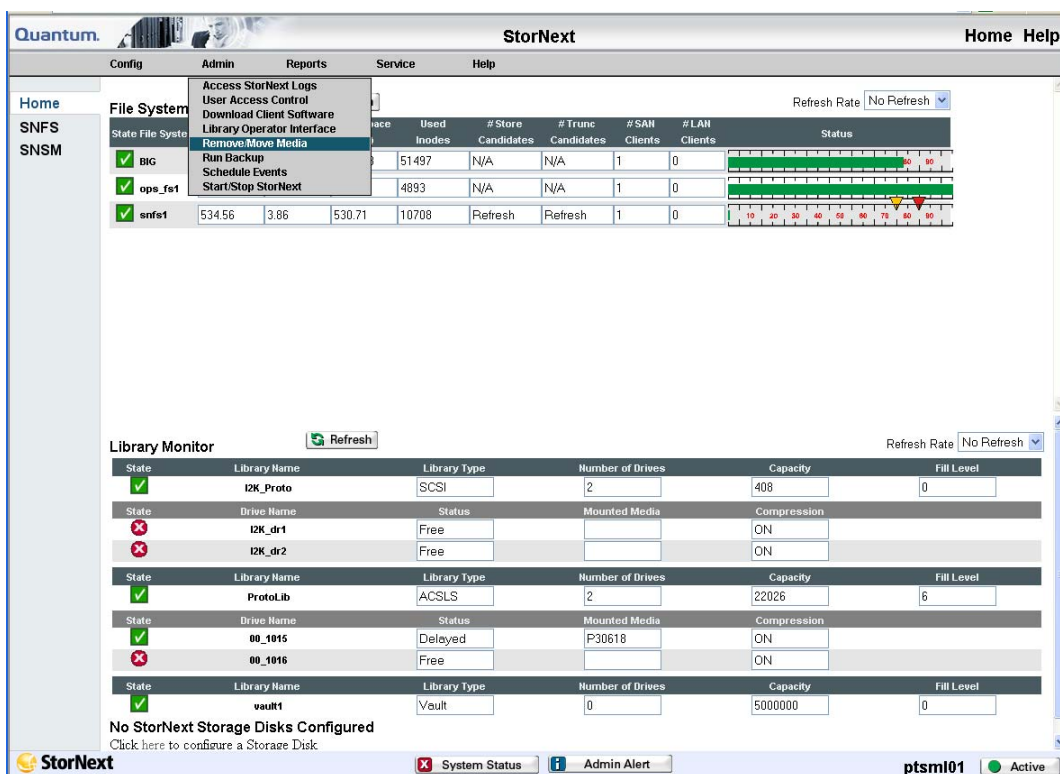 Quantum. StorNext Home Help
Config Admin Reports Service Help
Home
SNFS
SNSM
Access StorNext Logs
User Access Control
Download Client Software
Library Operator Interface
Remove/Move Media
Run Backup
Schedule Events
Start/Stop StorNext
File System Refresh Rate No Refresh
State File Syste Used Inodes # Store Candidates # Trunc Candidates # SAN Clients # LAN Clients Status
BIG 51497 N/A N/A 1 0 80 90
ops_fs1 4893 N/A N/A 1 0
snfs1 534.56 3.86 530.71 10708 Refresh Refresh 1 0 10 20 30 40 50 60 70 80 90
Library Monitor Refresh Refresh Rate No Refresh
State Library Name Library Type Number of Drives Capacity Fill Level
I2K_Proto SCSI 2 408 0
State Drive Name Status Mounted Media Compression
I2K_dr1 Free ON
I2K_dr2 Free ON
State Library Name Library Type Number of Drives Capacity Fill Level
ProtoLib ACSLS 2 22026 6
State Drive Name Status Mounted Media Compression
00_1015 Delayed P30618 ON
00_1016 Free ON
State Library Name Library Type Number of Drives Capacity Fill Level
vault1 Vault 0 5000000 0
No StorNext Storage Disks Configured
Click here to configure a Storage Disk
StorNext System Status Admin Alert ptsml01 Active